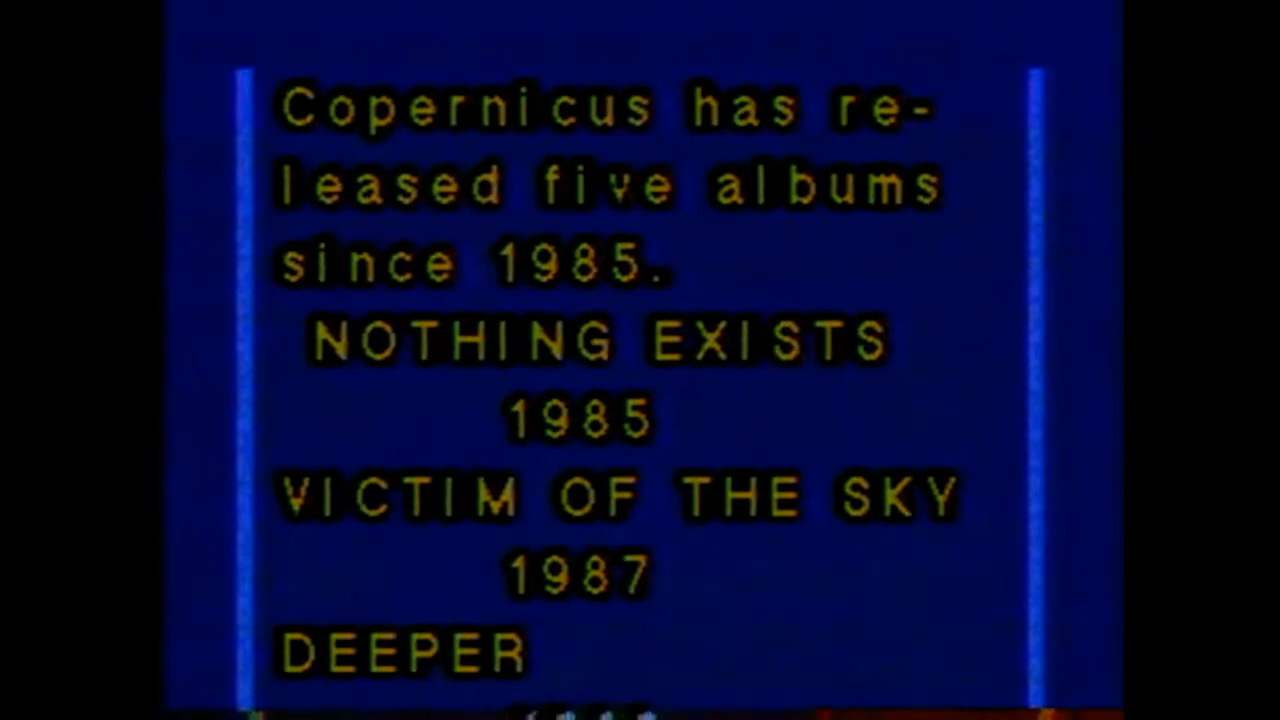 Copernicus has re-
leased five albums
since 1985.
NOTHING EXISTS
1985
VICTIM OF THE SKY
1987
DEEPER